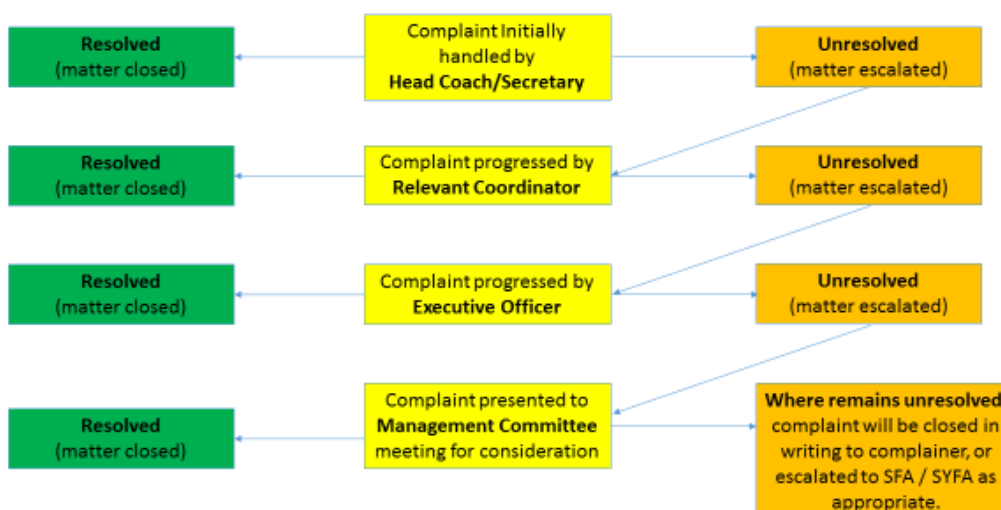 Resolved
(matter closed)
Complaint Initially
handled by
Head Coach/Secretary
Unresolved
(matter escalated)
Resolved
(matter closed)
Complaint progressed by
Relevant Coordinator
Unresolved
(matter escalated)
Resolved
(matter closed)
Complaint progressed by
Executive Officer
Unresolved
(matter escalated)
Resolved
(matter closed)
Complaint presented to
Management Committee
meeting for consideration
Where remains unresolved
complaint will be closed in
writing to complainer, or
escalated to SFA / SYFA as
appropriate.